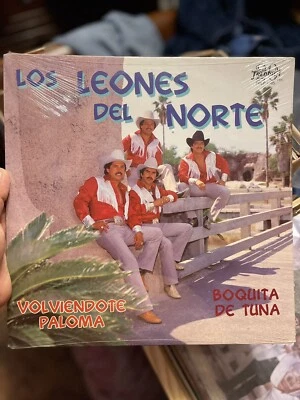 LOS LEONES
DEL NORTE
VOLVIENDOTE
PALOMA
BOQUITA
DE TUNA